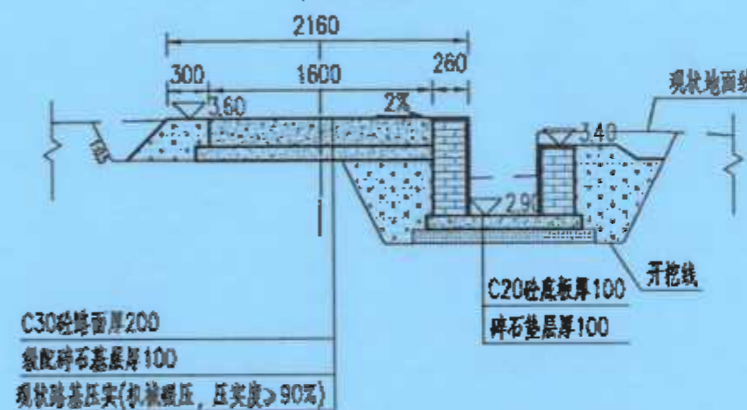 2160
300 1600 260
现状地面线
3.60 2% 3.40
2.90
开挖线
C20砼底板厚100
碎石垫层厚100
C30砼路面厚200
级配碎石基层厚100
现状路基压实(机械碾压，压实度>90%)